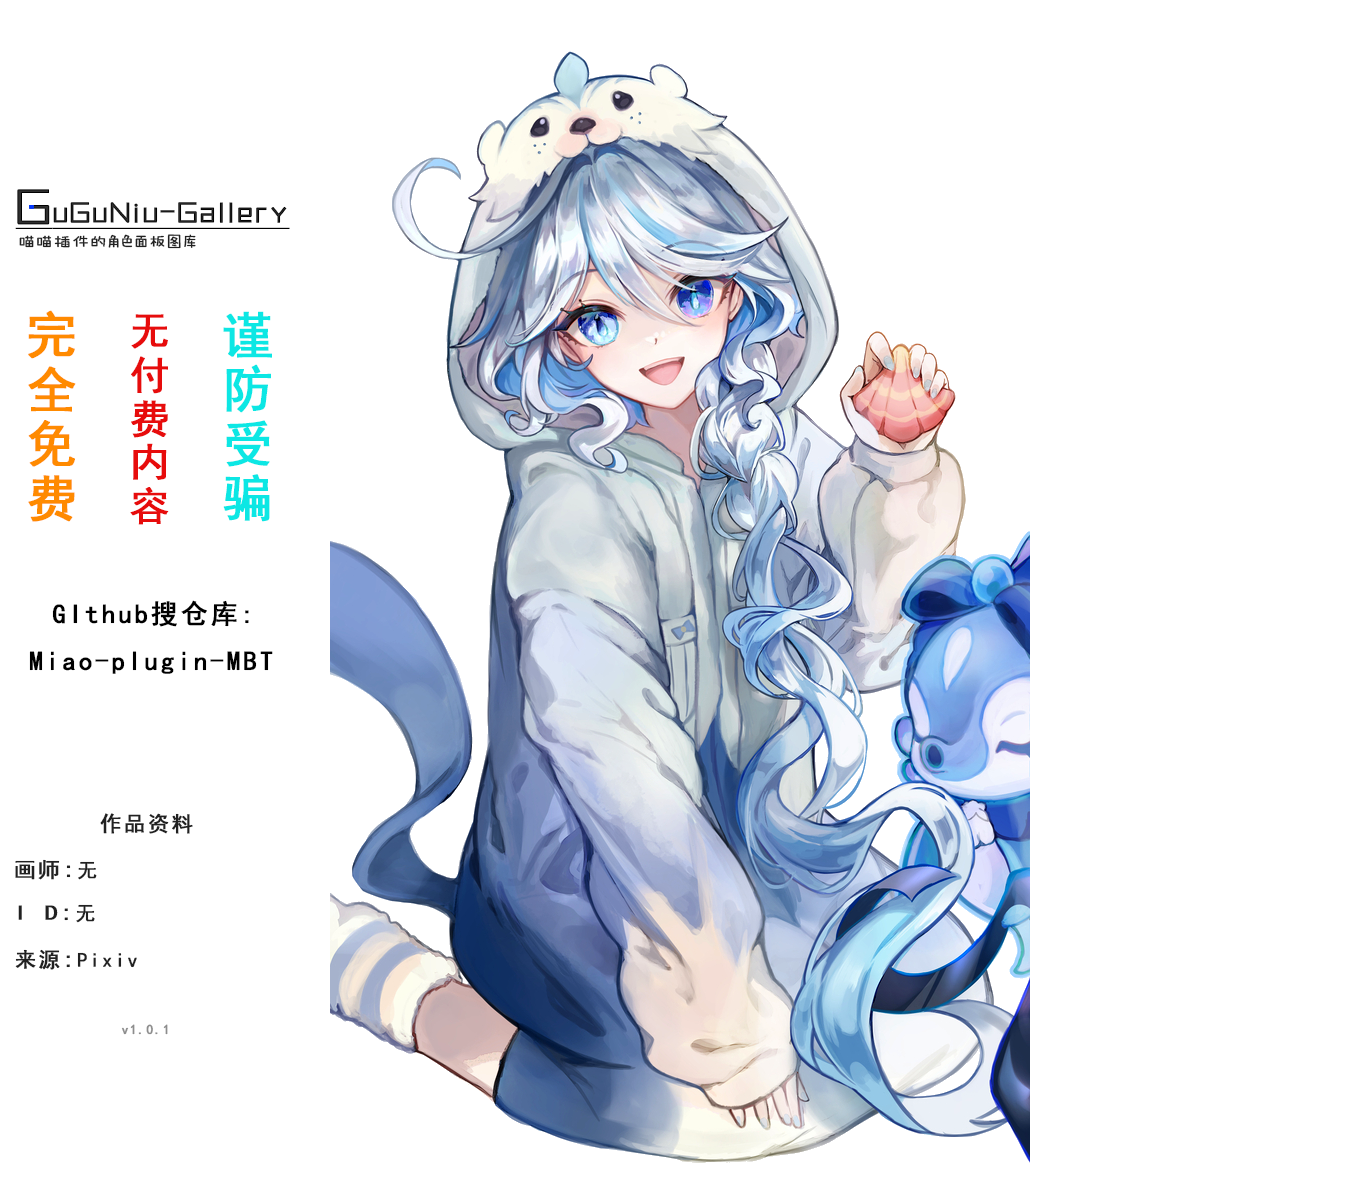 GuGuNiu-Gallery
喵喵插件的角色面板图库
完全免费
无付费内容
谨防受骗
GIthub搜仓库:
Miao-plugin-MBT
作品资料
画师:无
I D:无
来源:Pixiv
v1.0.1